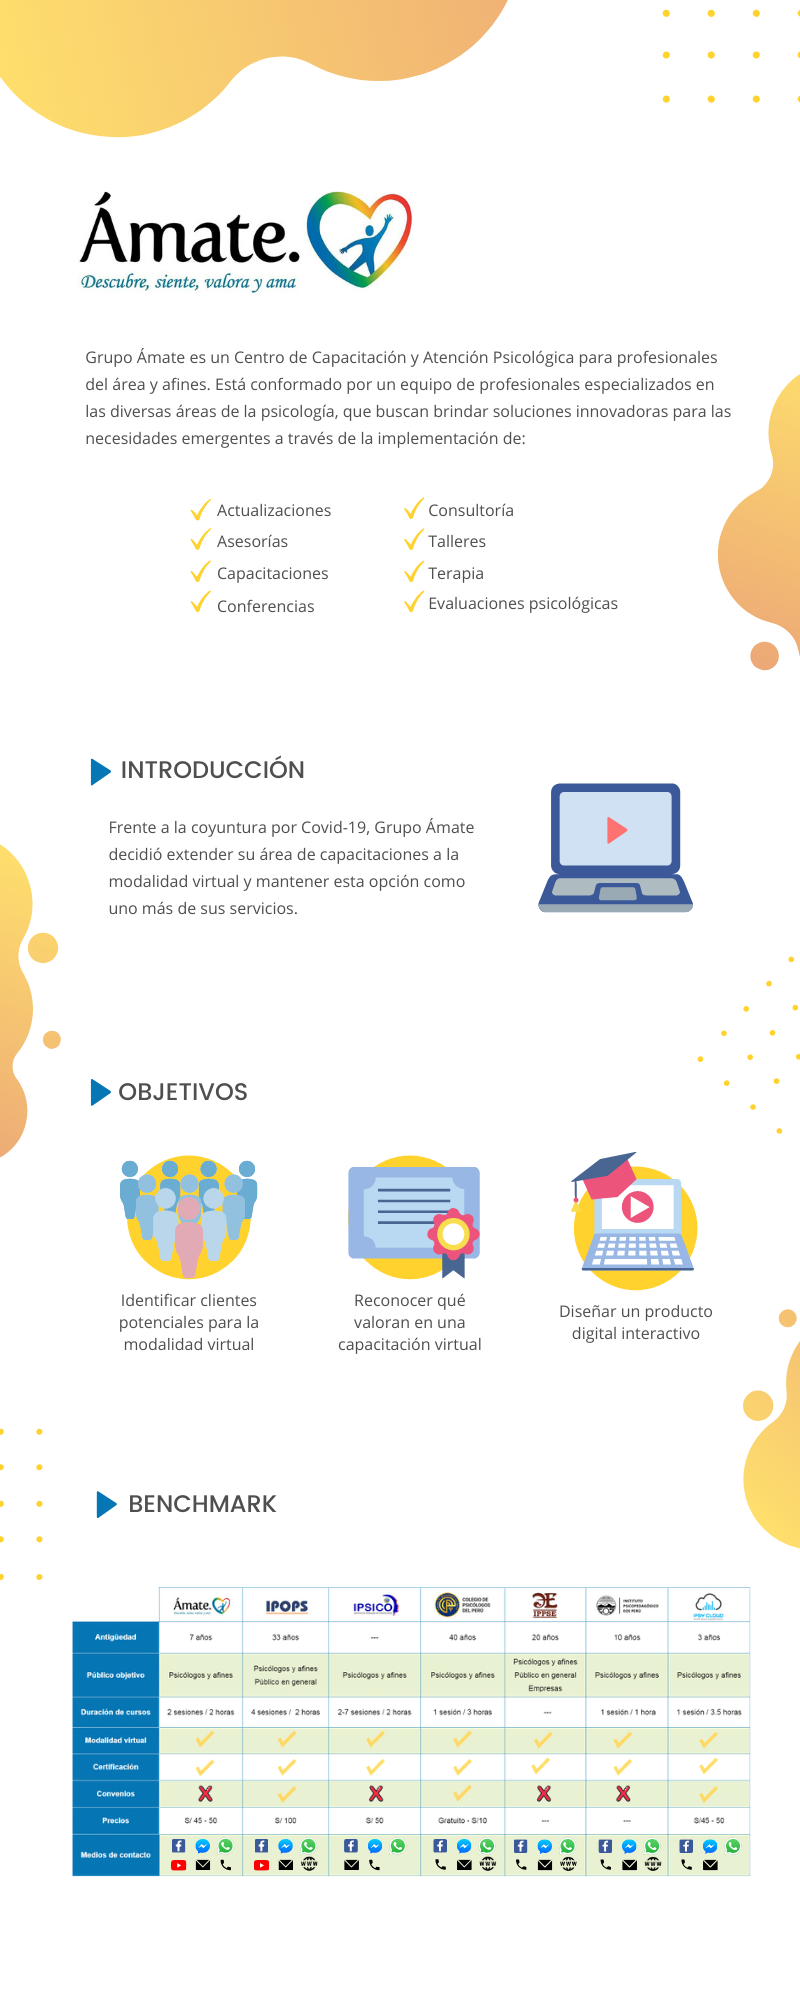 Ámate.
Descubre, siente, valora y ama
Grupo Ámate es un Centro de Capacitación y Atención Psicológica para profesionales
del área y afines. Está conformado por un equipo de profesionales especializados en
las diversas áreas de la psicología, que buscan brindar soluciones innovadoras para las
necesidades emergentes a través de la implementación de:
Actualizaciones
Asesorías
Capacitaciones
Conferencias
Consultoría
Talleres
Terapia
Evaluaciones psicológicas
INTRODUCCIÓN
Frente a la coyuntura por Covid-19, Grupo Ámate
decidió extender su área de capacitaciones a la
modalidad virtual y mantener esta opción como
uno más de sus servicios.
OBJETIVOS
Identificar clientes
potenciales para la
modalidad virtual
Reconocer qué
valoran en una
capacitación virtual
Diseñar un producto
digital interactivo
BENCHMARK
Ámate. IPOPS IPSICO COLEGIO DE PSICÓLOGOS DEL PERÚ IPPSE INSTITUTO PSICOPEDAGÓGICO EOS PERÚ IPSY CLOUD
Antigüedad 7 años 33 años --- 40 años 20 años 10 años 3 años
Público objetivo Psicólogos y afines Psicólogos y afines Público en general Psicólogos y afines Psicólogos y afines Psicólogos y afines Público en general Empresas Psicólogos y afines Psicólogos y afines
Duración de cursos 2 sesiones / 2 horas 4 sesiones / 2 horas 2-7 sesiones / 2 horas 1 sesión / 3 horas --- 1 sesión / 1 hora 1 sesión / 3.5 horas
Modalidad virtual
Certificación
Convenios
Precios S/ 45 - 50 S/ 100 S/ 50 Gratuito - S/10 --- --- S/45 - 50
Medios de contacto
www www www www